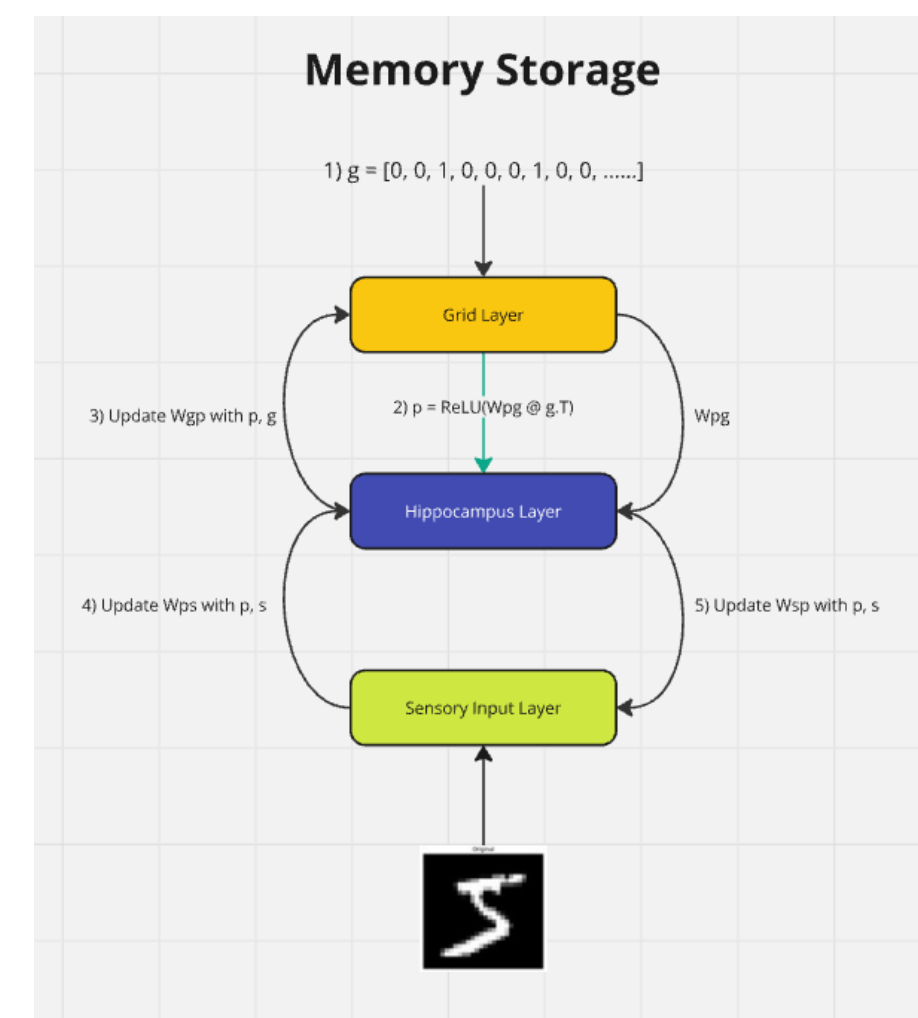 Memory Storage
1) g = [0, 0, 1, 0, 0, 0, 1, 0, 0, ......]
Grid Layer
3) Update Wgp with p, g
2) p = ReLU(Wpg @ g.T)
Wpg
Hippocampus Layer
4) Update Wps with p, s
5) Update Wsp with p, s
Sensory Input Layer
Original